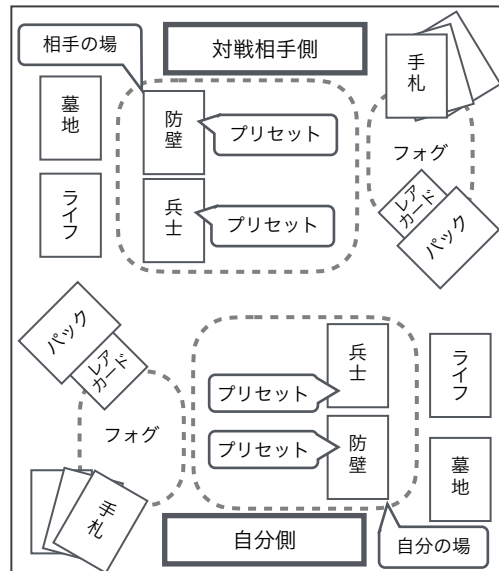 相手の場
対戦相手側
手札
墓地
防壁
プリセット
フォグ
ライフ
兵士
プリセット
レア
カード
パック
パック
レア
カード
兵士
ライフ
プリセット
フォグ
プリセット
防壁
墓地
手札
自分側
自分の場